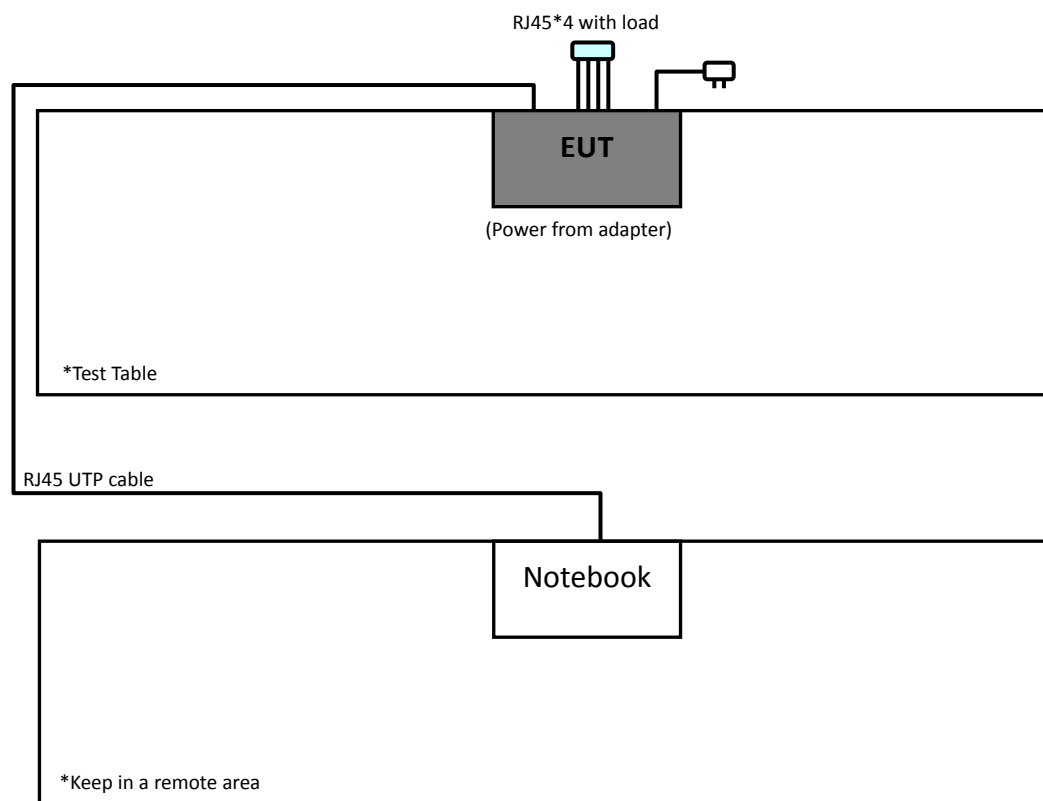 RJ45*4 with load
EUT
(Power from adapter)
*Test Table
RJ45 UTP cable
Notebook
*Keep in a remote area